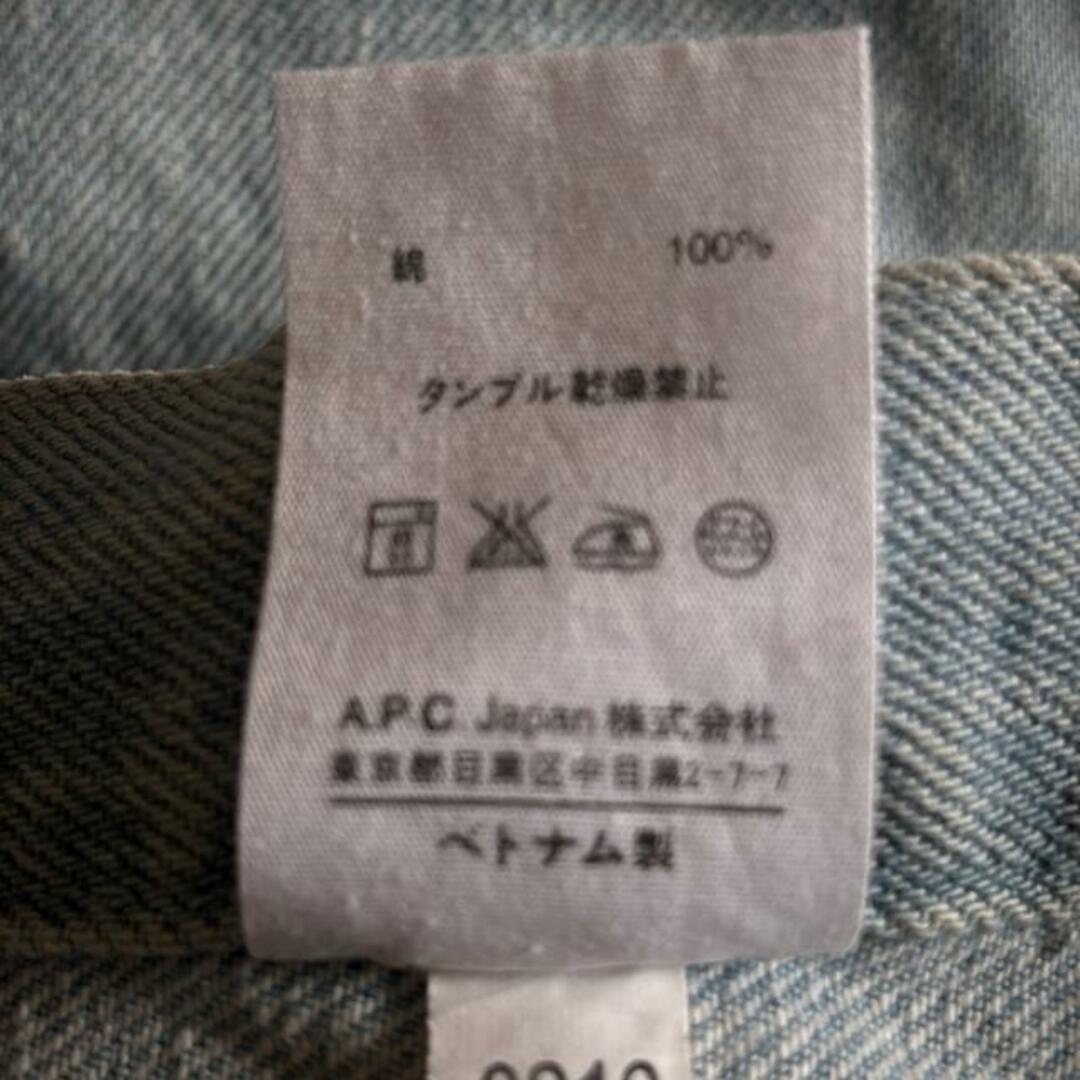 綿 100%
タンブル乾燥禁止
A.P.C. Japan 株式会社
東京都目黒区中目黒2-7-7
ベトナム製